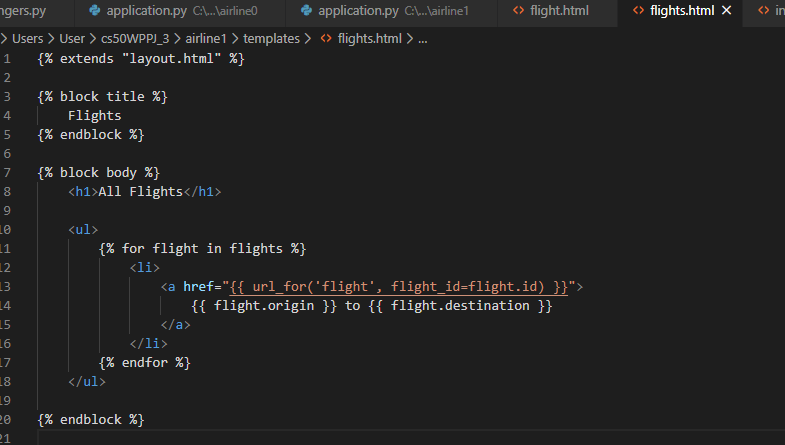 ngers.py application.py C:\...\airline0 application.py C:\...\airline1 flight.html flights.html in
> Users > User > cs50WPPJ_3 > airline1 > templates > flights.html > ...
1 {% extends "layout.html" %}
2
3 {% block title %}
4 Flights
5 {% endblock %}
6
7 {% block body %}
8 <h1>All Flights</h1>
9
10 <ul>
11 {% for flight in flights %}
12 <li>
13 <a href="{{ url_for('flight', flight_id=flight.id) }}">
14 {{ flight.origin }} to {{ flight.destination }}
15 </a>
16 </li>
17 {% endfor %}
18 </ul>
19
20 {% endblock %}
21